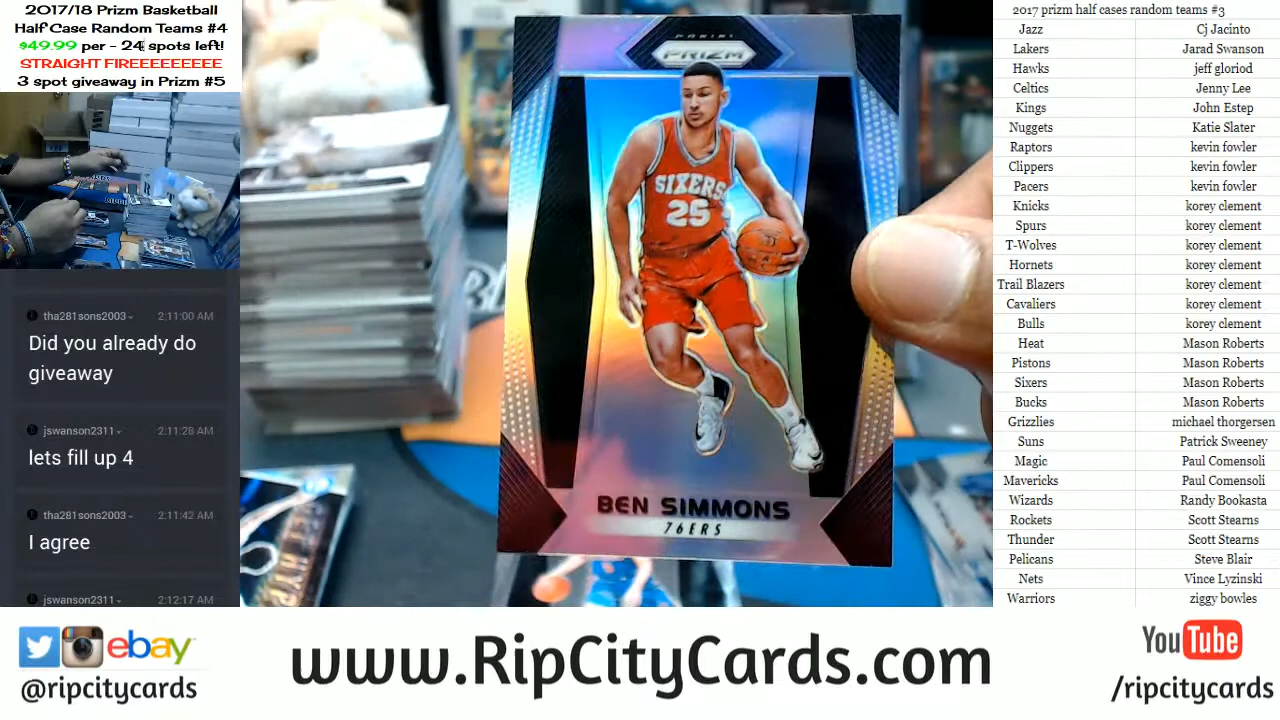 2017/18 Prizm Basketball
Half Case Random Teams #4
$49.99 per - 24 spots left!
STRAIGHT FIREEEEEEEEE
3 spot giveaway in Prizm #5
tha281sons2003 2:11:00 AM
Did you already do
giveaway
jswanson2311 2:11:28 AM
lets fill up 4
tha281sons2003 2:11:42 AM
I agree
jswanson2311 2:12:17 AM
PANINI
PRIZM
SIXERS
25
BEN SIMMONS
76ERS
2017 prizm half cases random teams #3
Jazz Cj Jacinto
Lakers Jarad Swanson
Hawks jeff gloriod
Celtics Jenny Lee
Kings John Estep
Nuggets Katie Slater
Raptors kevin fowler
Clippers kevin fowler
Pacers kevin fowler
Knicks korey clement
Spurs korey clement
T-Wolves korey clement
Hornets korey clement
Trail Blazers korey clement
Cavaliers korey clement
Bulls korey clement
Heat Mason Roberts
Pistons Mason Roberts
Sixers Mason Roberts
Bucks Mason Roberts
Grizzlies michael thorgersen
Suns Patrick Sweeney
Magic Paul Comensoli
Mavericks Paul Comensoli
Wizards Randy Bookasta
Rockets Scott Stearns
Thunder Scott Stearns
Pelicans Steve Blair
Nets Vince Lyzinski
Warriors ziggy bowles
ebay
@ripcitycards
www.RipCityCards.com
YouTube
/ripcitycards